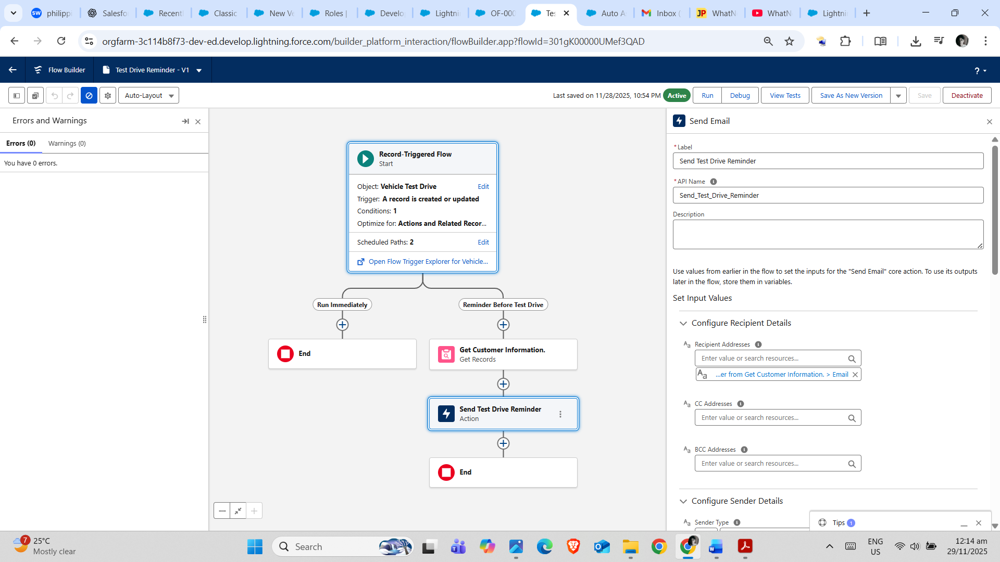 philippi
Salesfo
Recent
Classic
New Ve
Roles |
Develo
Lightni
OF-000
Tes
Auto A
Inbox (
JP
WhatN
WhatN
Lightni
orgfarm-3c114b8f73-dev-ed.develop.lightning.force.com/builder_platform_interaction/flowBuilder.app?flowId=301gK00000UMef3QAD
Flow Builder
Test Drive Reminder - V1
?
Auto-Layout
Last saved on 11/28/2025, 10:54 PM
Active
Run
Debug
View Tests
Save As New Version
Save
Deactivate
Errors and Warnings
Errors (0)
Warnings (0)
You have 0 errors.
Record-Triggered Flow
Start
Object: Vehicle Test Drive
Edit
Trigger: A record is created or updated
Conditions: 1
Optimize for: Actions and Related Recor...
Scheduled Paths: 2
Edit
Open Flow Trigger Explorer for Vehicle...
Run Immediately
Reminder Before Test Drive
End
Get Customer Information.
Get Records
Send Test Drive Reminder
Action
End
Send Email
* Label
Send Test Drive Reminder
* API Name
Send_Test_Drive_Reminder
Description
Use values from earlier in the flow to set the inputs for the "Send Email" core action. To use its outputs
later in the flow, store them in variables.
Set Input Values
Configure Recipient Details
Aa Recipient Addresses
Enter value or search resources...
Aa ...er from Get Customer Information. > Email
Aa CC Addresses
Enter value or search resources...
Aa BCC Addresses
Enter value or search resources...
Configure Sender Details
Aa Sender Type
Tips 1
7
25°C
Mostly clear
Search
ENG
US
12:14 am
29/11/2025